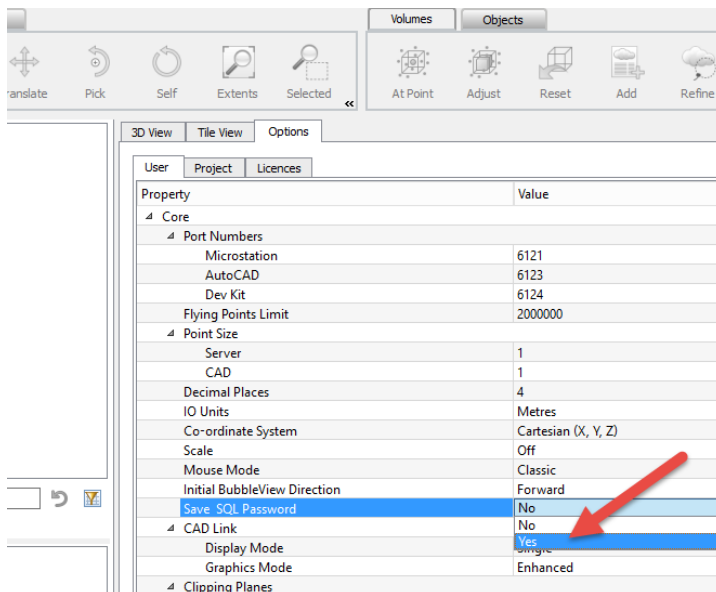 Volumes Objects
Translate Pick Self Extents Selected « At Point Adjust Reset Add Refine
3D View Tile View Options
User Project Licences
Property Value
Core
Port Numbers
Microstation 6121
AutoCAD 6123
Dev Kit 6124
Flying Points Limit 2000000
Point Size
Server 1
CAD 1
Decimal Places 4
IO Units Metres
Co-ordinate System Cartesian (X, Y, Z)
Scale Off
Mouse Mode Classic
Initial BubbleView Direction Forward
Save SQL Password No
No
CAD Link Yes
Display Mode Single
Graphics Mode Enhanced
Clipping Planes